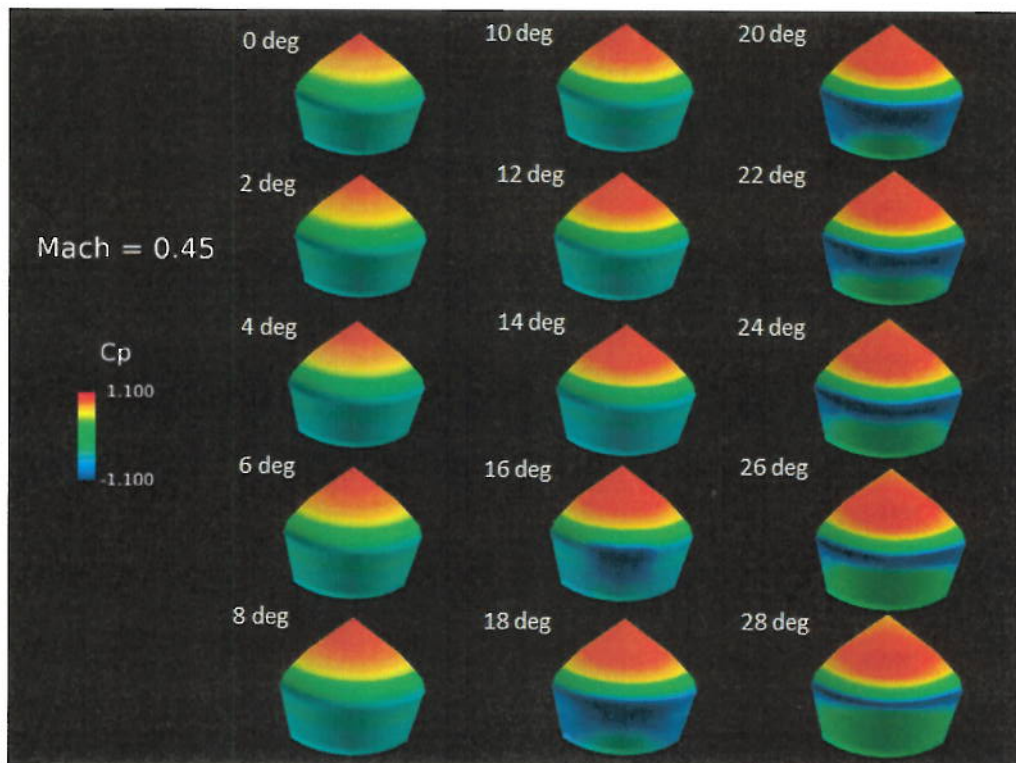 0 deg
10 deg
20 deg
2 deg
12 deg
22 deg
Mach = 0.45
4 deg
14 deg
24 deg
Cp
1.100
-1.100
6 deg
16 deg
26 deg
8 deg
18 deg
28 deg